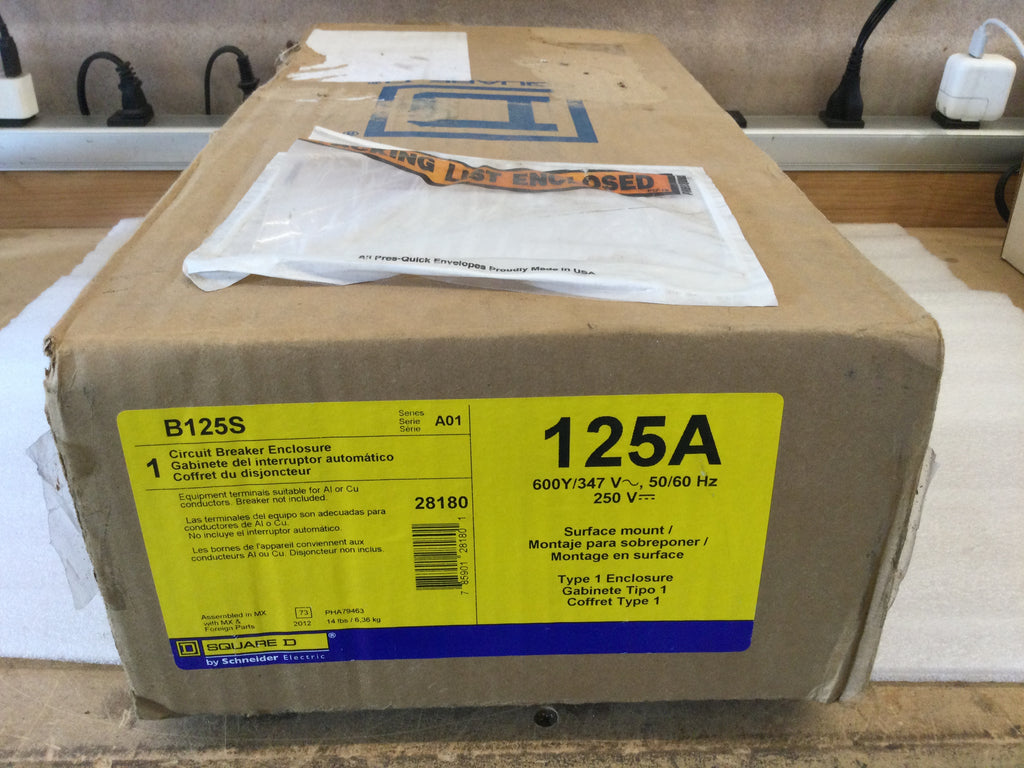 PACKING LIST ENCLOSED
All Pres-Quick Envelopes Proudly Made in USA
B125S
Series
Serie
Série
A01
1
Circuit Breaker Enclosure
Gabinete del interruptor automático
Coffret du disjoncteur
Equipment terminals suitable for Al or Cu
conductors. Breaker not included.
Las terminales del equipo son adecuadas para
conductores de Al o Cu.
No incluye el interruptor automático.
Les bornes de l'appareil conviennent aux
conducteurs Al ou Cu. Disjoncteur non inclus.
28180
7 85901 28180 1
Assembled in MX
with MX &
Foreign Parts
73
2012
PHA79463
14 lbs / 6,36 kg
SQUARE D ®
by Schneider Electric
125A
600Y/347 V~, 50/60 Hz
250 V⎓
Surface mount /
Montaje para sobreponer /
Montage en surface
Type 1 Enclosure
Gabinete Tipo 1
Coffret Type 1